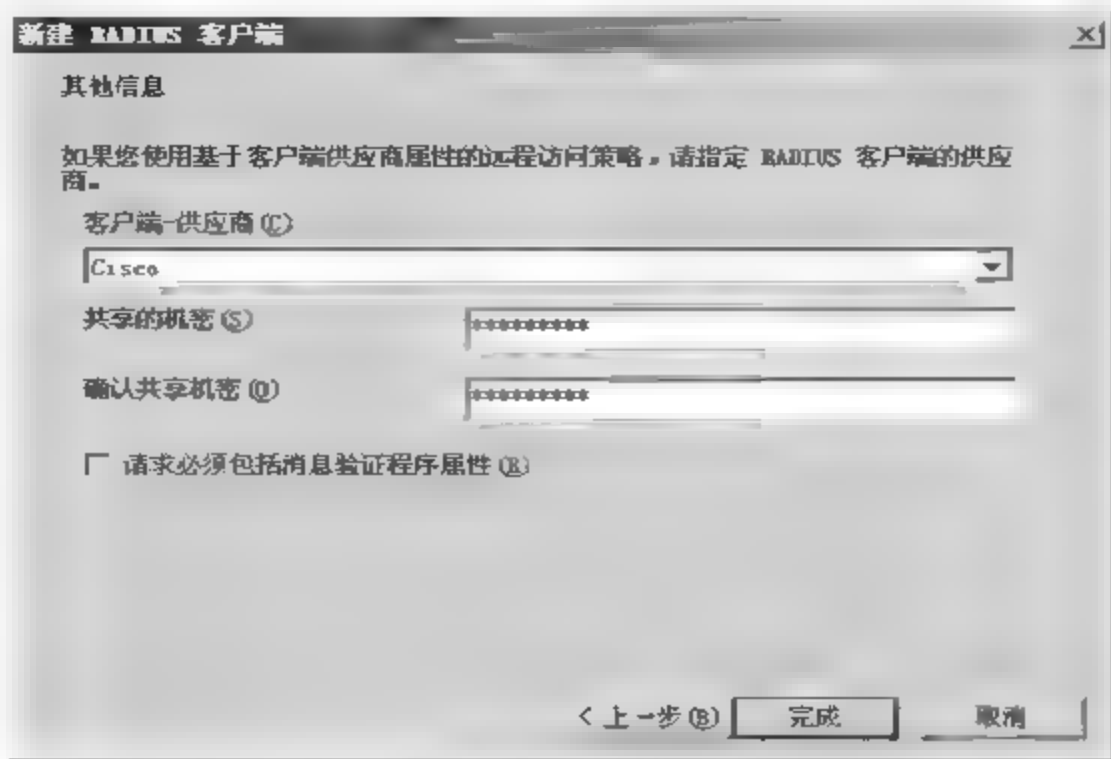 新建 RADIUS 客户端
其他信息
如果您使用基于客户端供应商属性的远程访问策略，请指定 RADIUS 客户端的供应
商。
客户端-供应商(C)
Cisco
共享的机密(S) *********
确认共享机密(O) *********
请求必须包括消息验证程序属性(R)
< 上一步(B) 完成 取消